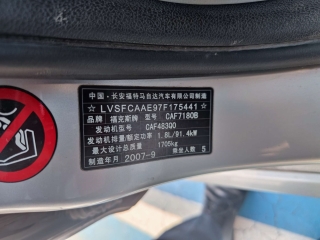 中国·长安福特马自达汽车有限公司制造
☆ LVSFCAAE97F175441 ☆
品牌 福克斯牌 型号 CAF7180B
发动机型号 CAF483Q0
发动机排量/额定功率 1.8L/91.4kW
最大设计总质量 1705kg
制造年月 2007-9 乘坐人数 5